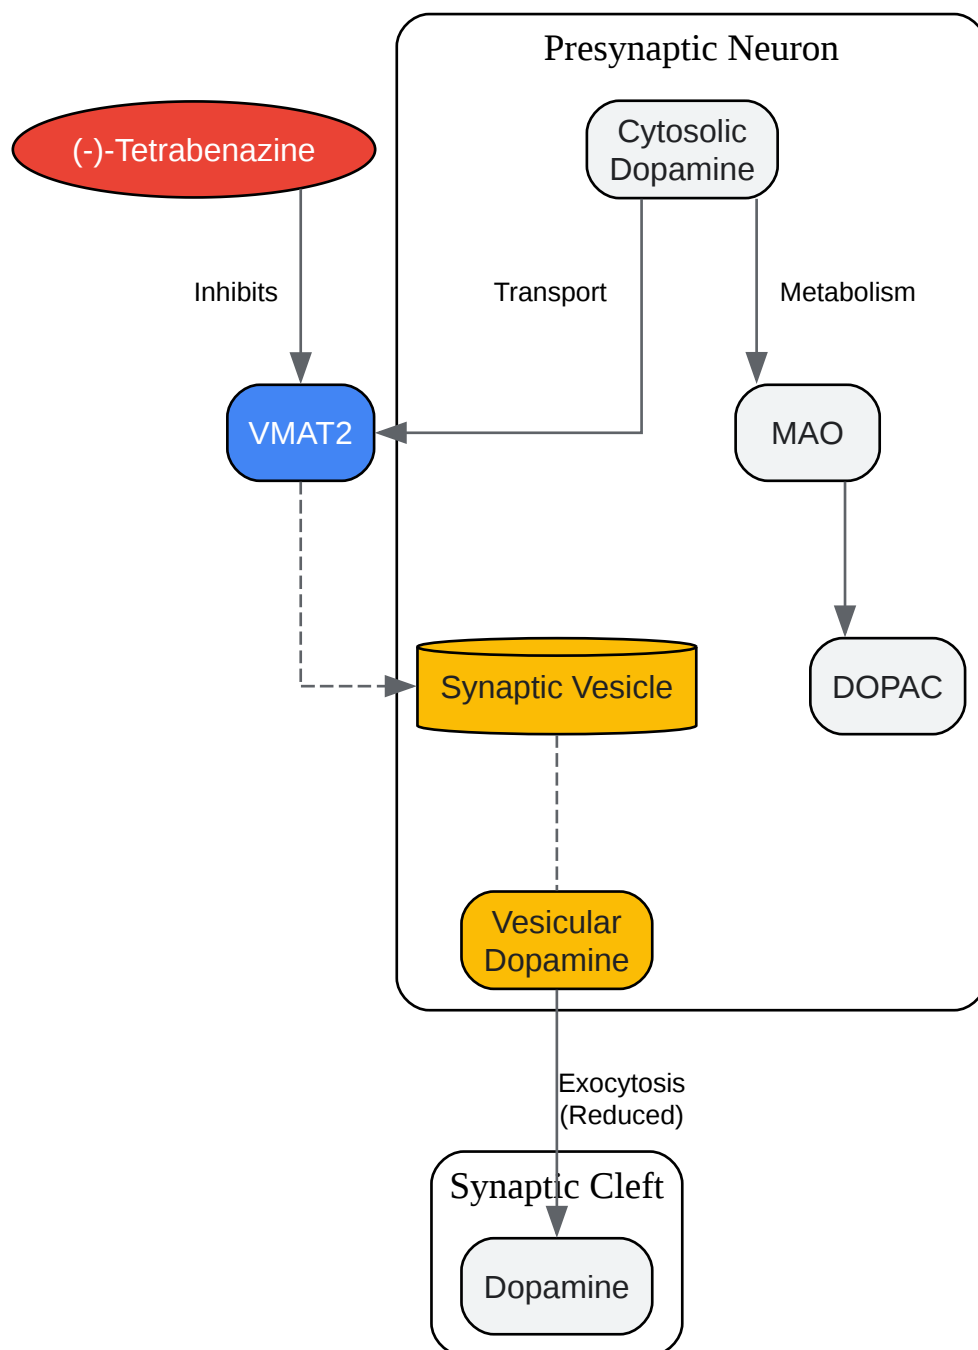 Presynaptic Neuron
(-)-Tetrabenazine
Cytosolic
Dopamine
Inhibits
Transport
Metabolism
VMAT2
MAO
Synaptic Vesicle
DOPAC
Vesicular
Dopamine
Exocytosis
(Reduced)
Synaptic Cleft
Dopamine